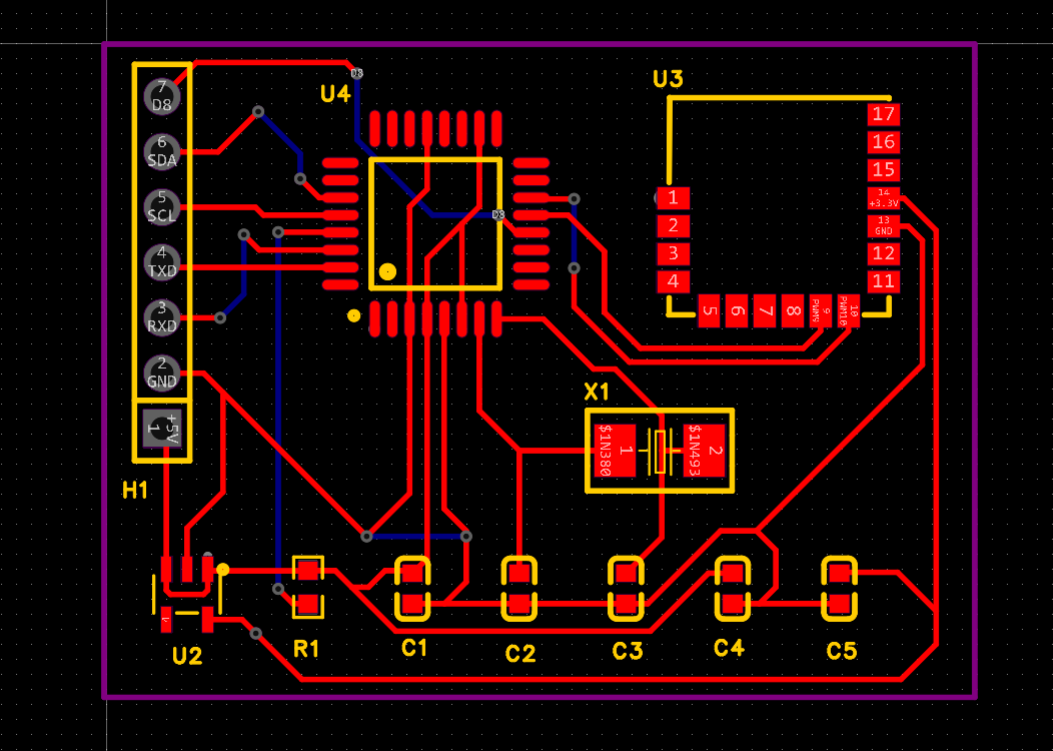 7
D8
6
SDA
5
SCL
4
TXD
3
RXD
2
GND
1
+5V
H1
D8
U4
D8
U3
17
16
15
14
+3.3V
13
GND
12
11
1
2
3
4
5
6
7
8
9
PWM9
10
PWM10
X1
$1N380
1
$1N493
2
U2
R1
C1
C2
C3
C4
C5